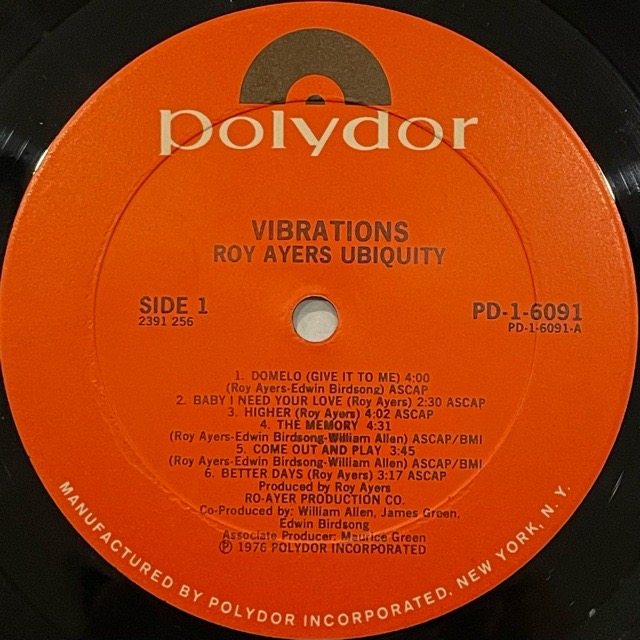 polydor
VIBRATIONS
ROY AYERS UBIQUITY
SIDE 1
2391 256
PD-1-6091
PD-1-6091-A
1. DOMELO (GIVE IT TO ME) 4:00
(Roy Ayers-Edwin Birdsong) ASCAP
2. BABY I NEED YOUR LOVE (Roy Ayers) 2:30 ASCAP
3. HIGHER (Roy Ayers) 4:02 ASCAP
4. THE MEMORY 4:31
(Roy Ayers-Edwin Birdsong-William Allen) ASCAP/BMI
5. COME OUT AND PLAY 3:45
(Roy Ayers-Edwin Birdsong-William Allen) ASCAP/BMI
6. BETTER DAYS (Roy Ayers) 3:17 ASCAP
Produced by Roy Ayers
RO-AYER PRODUCTION CO.
Co-Produced by: William Allen, James Green,
Edwin Birdsong
Associate Producer: Maurice Green
℗ 1976 POLYDOR INCORPORATED
MANUFACTURED BY POLYDOR INCORPORATED, NEW YORK, N.Y.